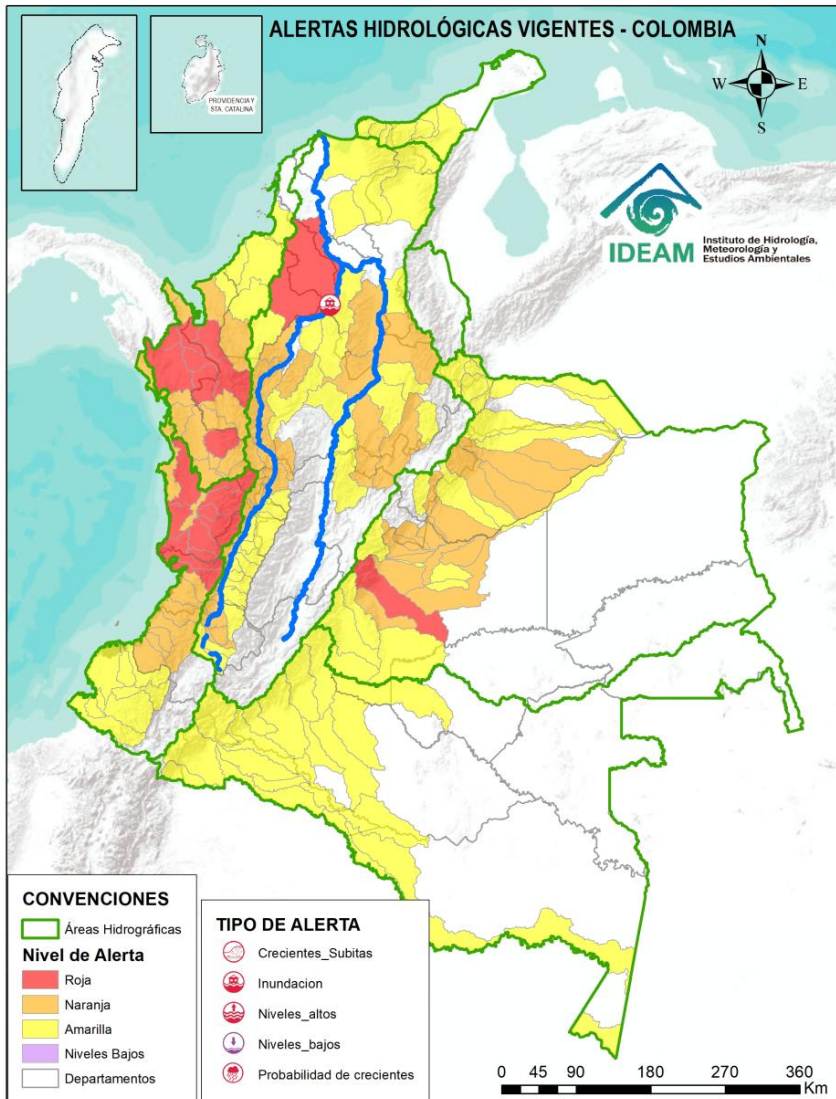 ALERTAS HIDROLÓGICAS VIGENTES - COLOMBIA
PROVIDENCIA Y
STA. CATALINA
N
W
E
S
IDEAM
Instituto de Hidrología,
Meteorología y
Estudios Ambientales
CONVENCIONES
Áreas Hidrográficas
Nivel de Alerta
Roja
Naranja
Amarilla
Niveles Bajos
Departamentos
TIPO DE ALERTA
Crecientes_Subitas
Inundacion
Niveles_altos
Niveles_bajos
Probabilidad de crecientes
0 45 90 180 270 360
Km